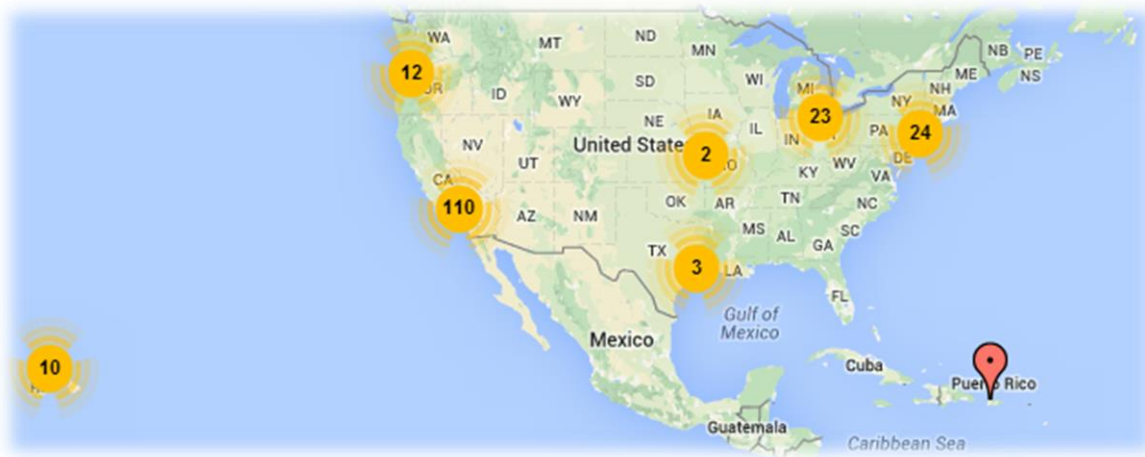 WA
MT
ND
MN
NB
PE
12
OR
ID
SD
WI
MI
ME
NS
WY
NH
NE
IA
NY
MA
23
24
NV
United State
2
IL
IN
PA
UT
KY
WV
DE
CA
VA
110
AZ
NM
OK
AR
TN
NC
MS
AL
SC
GA
TX
3
LA
FL
Gulf of
Mexico
Mexico
10
Cuba
Puerto Rico
Guatemala
Caribbean Sea